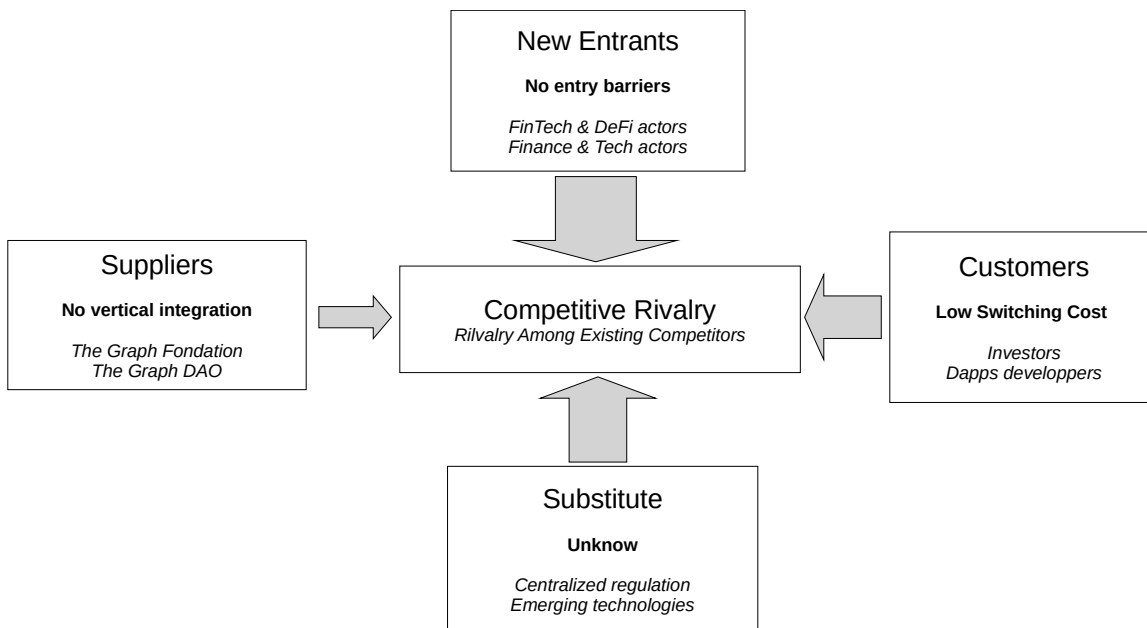 New Entrants
No entry barriers
FinTech & DeFi actors
Finance & Tech actors
Suppliers
No vertical integration
The Graph Fondation
The Graph DAO
Competitive Rivalry
Rilvalry Among Existing Competitors
Customers
Low Switching Cost
Investors
Dapps developpers
Substitute
Unknow
Centralized regulation
Emerging technologies